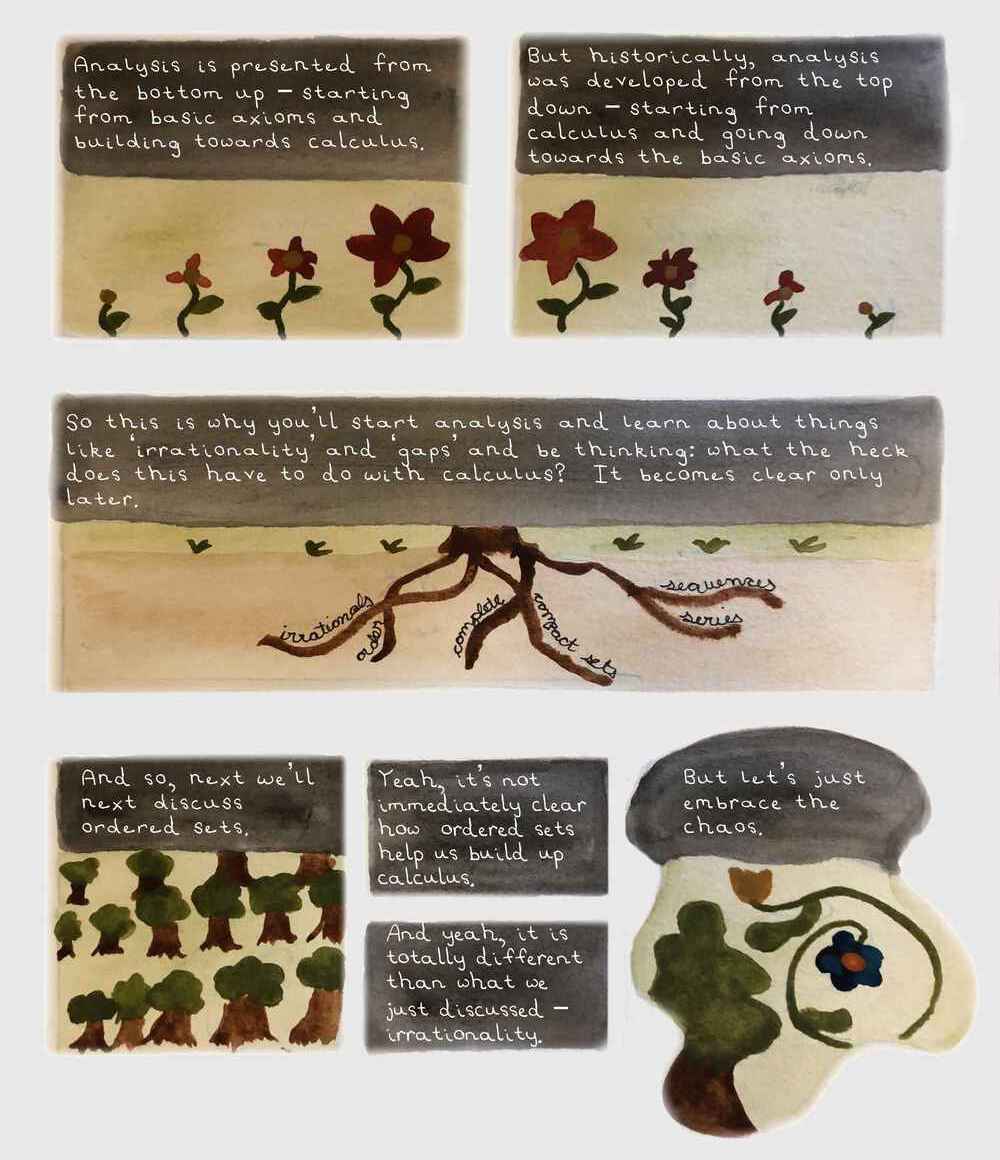 Analysis is presented from
the bottom up – starting
from basic axioms and
building towards calculus.
But historically, analysis
was developed from the top
down – starting from
calculus and going down
towards the basic axioms.
So this is why you'll start analysis and learn about things
like 'irrationality' and 'gaps' and be thinking: what the heck
does this have to do with calculus? It becomes clear only
later.
irrationals
order
complete
compact sets
sequences
series
And so, next we'll
next discuss
ordered sets.
Yeah, it's not
immediately clear
how ordered sets
help us build up
calculus.
And yeah, it is
totally different
than what we
just discussed –
irrationality.
But let's just
embrace the
chaos.